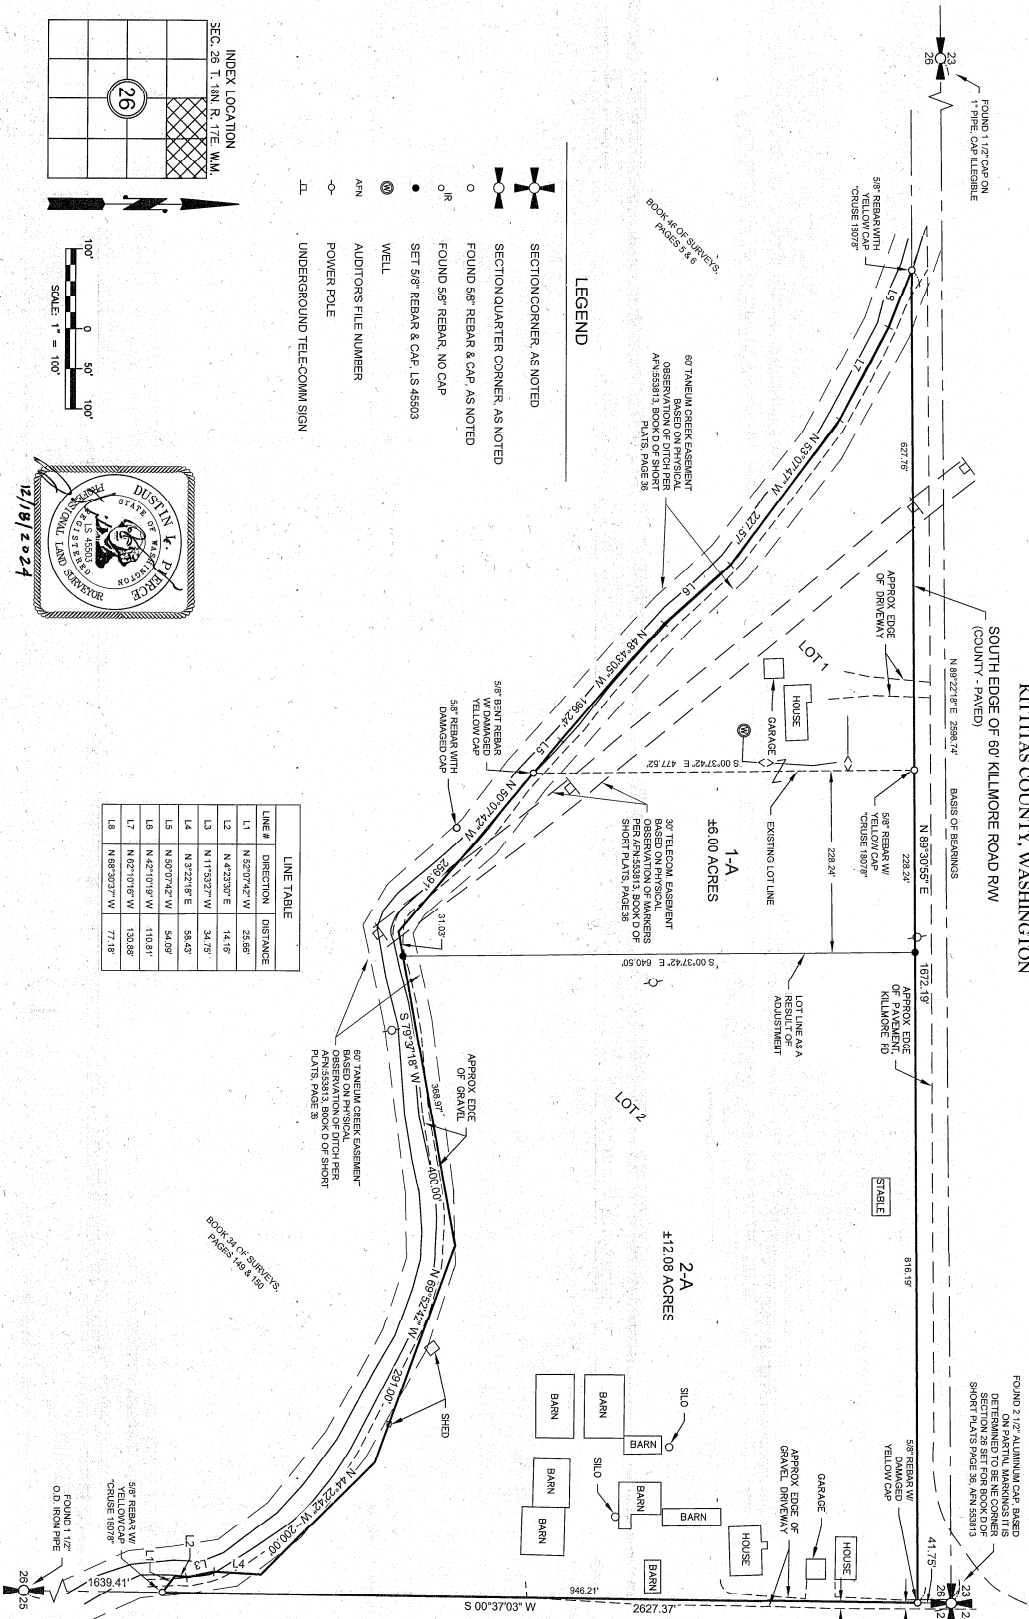 KITTITAS COUNTY, WASHINGTON
23
26
FOUND 1 1/2" CAP ON
1" PIPE, CAP ILLEGIBLE
5/8" REBAR WITH
YELLOW CAP
"CRUSE 18078"
SOUTH EDGE OF 60' KILLMORE ROAD R/W
(COUNTY - PAVED)
N 89°22'18" E 2598.74'
BASIS OF BEARINGS
627.76'
N 89°30'55" E
228.24'
1672.19'
816.19'
41.75'
5/8" REBAR W/
YELLOW CAP
"CRUSE 18078"
APPROX EDGE
OF PAVEMENT,
KILLMORE RD
5/8" REBAR W/
DAMAGED
YELLOW CAP
FOUND 2 1/2" ALUMINUM CAP, BASED
ON PARTIAL MARKINGS IT IS
DETERMINED TO BE NE CORNER
SECTION 26 SET FOR BOOK D OF
SHORT PLATS PAGE 36, AFN 553813
23
26
APPROX EDGE
OF DRIVEWAY
LOT 1
HOUSE
GARAGE
W
S 00°37'42" E 477.52'
EXISTING LOT LINE
228.24'
1-A
±6.00 ACRES
30' TELECOM. EASEMENT
BASED ON PHYSICAL
OBSERVATION OF MARKERS
PER AFN:553813, BOOK D OF
SHORT PLATS, PAGE 36
S 00°37'42" E 640.50'
LOT LINE AS A
RESULT OF
ADJUSTMENT
LOT 2
STABLE
2-A
±12.08 ACRES
BARN
BARN
BARN
SILO
SILO
BARN
BARN
BARN
BARN
BARN
HOUSE
HOUSE
GARAGE
APPROX EDGE OF
GRAVEL DRIVEWAY
946.21'
S 00°37'03" W
2627.37'
1639.41'
BOOK 46 OF SURVEYS,
PAGES 5 & 6
60' TANEUM CREEK EASEMENT
BASED ON PHYSICAL
OBSERVATION OF DITCH PER
AFN:553813, BOOK D OF SHORT
PLATS, PAGE 36
L9
L7
N 53°07'47" W
227.57'
L6
N 48°43'05" W
196.24'
L5
5/8" BENT REBAR
W/ DAMAGED
YELLOW CAP
5/8" REBAR WITH
DAMAGED CAP
N 50°07'42" W
259.91'
31.03'
S 79°37'18" W
368.97'
400.00'
APPROX EDGE
OF GRAVEL
60' TANEUM CREEK EASEMENT
BASED ON PHYSICAL
OBSERVATION OF DITCH PER
AFN:553813, BOOK D OF SHORT
PLATS, PAGE 36
N 69°52'42" W
291.00'
SHED
N 44°22'42" W
200.00'
L4
L3
L2
L1
BOOK 34 OF SURVEYS,
PAGES 149 & 150
5/8" REBAR W/
YELLOW CAP
"CRUSE 18078"
FOUND 1 1/2"
O.D. IRON PIPE
26
25
LEGEND
SECTION CORNER, AS NOTED
SECTION QUARTER CORNER, AS NOTED
FOUND 5/8" REBAR & CAP, AS NOTED
IR FOUND 5/8" REBAR, NO CAP
SET 5/8" REBAR & CAP, LS 45503
W WELL
AFN AUDITORS FILE NUMBER
POWER POLE
UNDERGROUND TELE-COMM SIGN
LINE TABLE
LINE # DIRECTION DISTANCE
L1 N 52°07'42" W 25.66'
L2 N 4°23'30" E 14.16'
L3 N 11°53'27" W 34.75'
L4 N 3°22'18" E 58.43'
L5 N 50°07'42" W 54.09'
L6 N 42°10'19" W 110.81'
L7 N 62°10'16" W 130.88'
L8 N 68°30'37" W 77.18'
INDEX LOCATION
SEC. 26 T. 18N. R. 17E. W.M.
26
100' 0 50' 100'
SCALE: 1" = 100'
DUSTIN L. PIERCE
STATE OF WASHINGTON
LS 45503
REGISTERED
PROFESSIONAL LAND SURVEYOR
12/18/2024